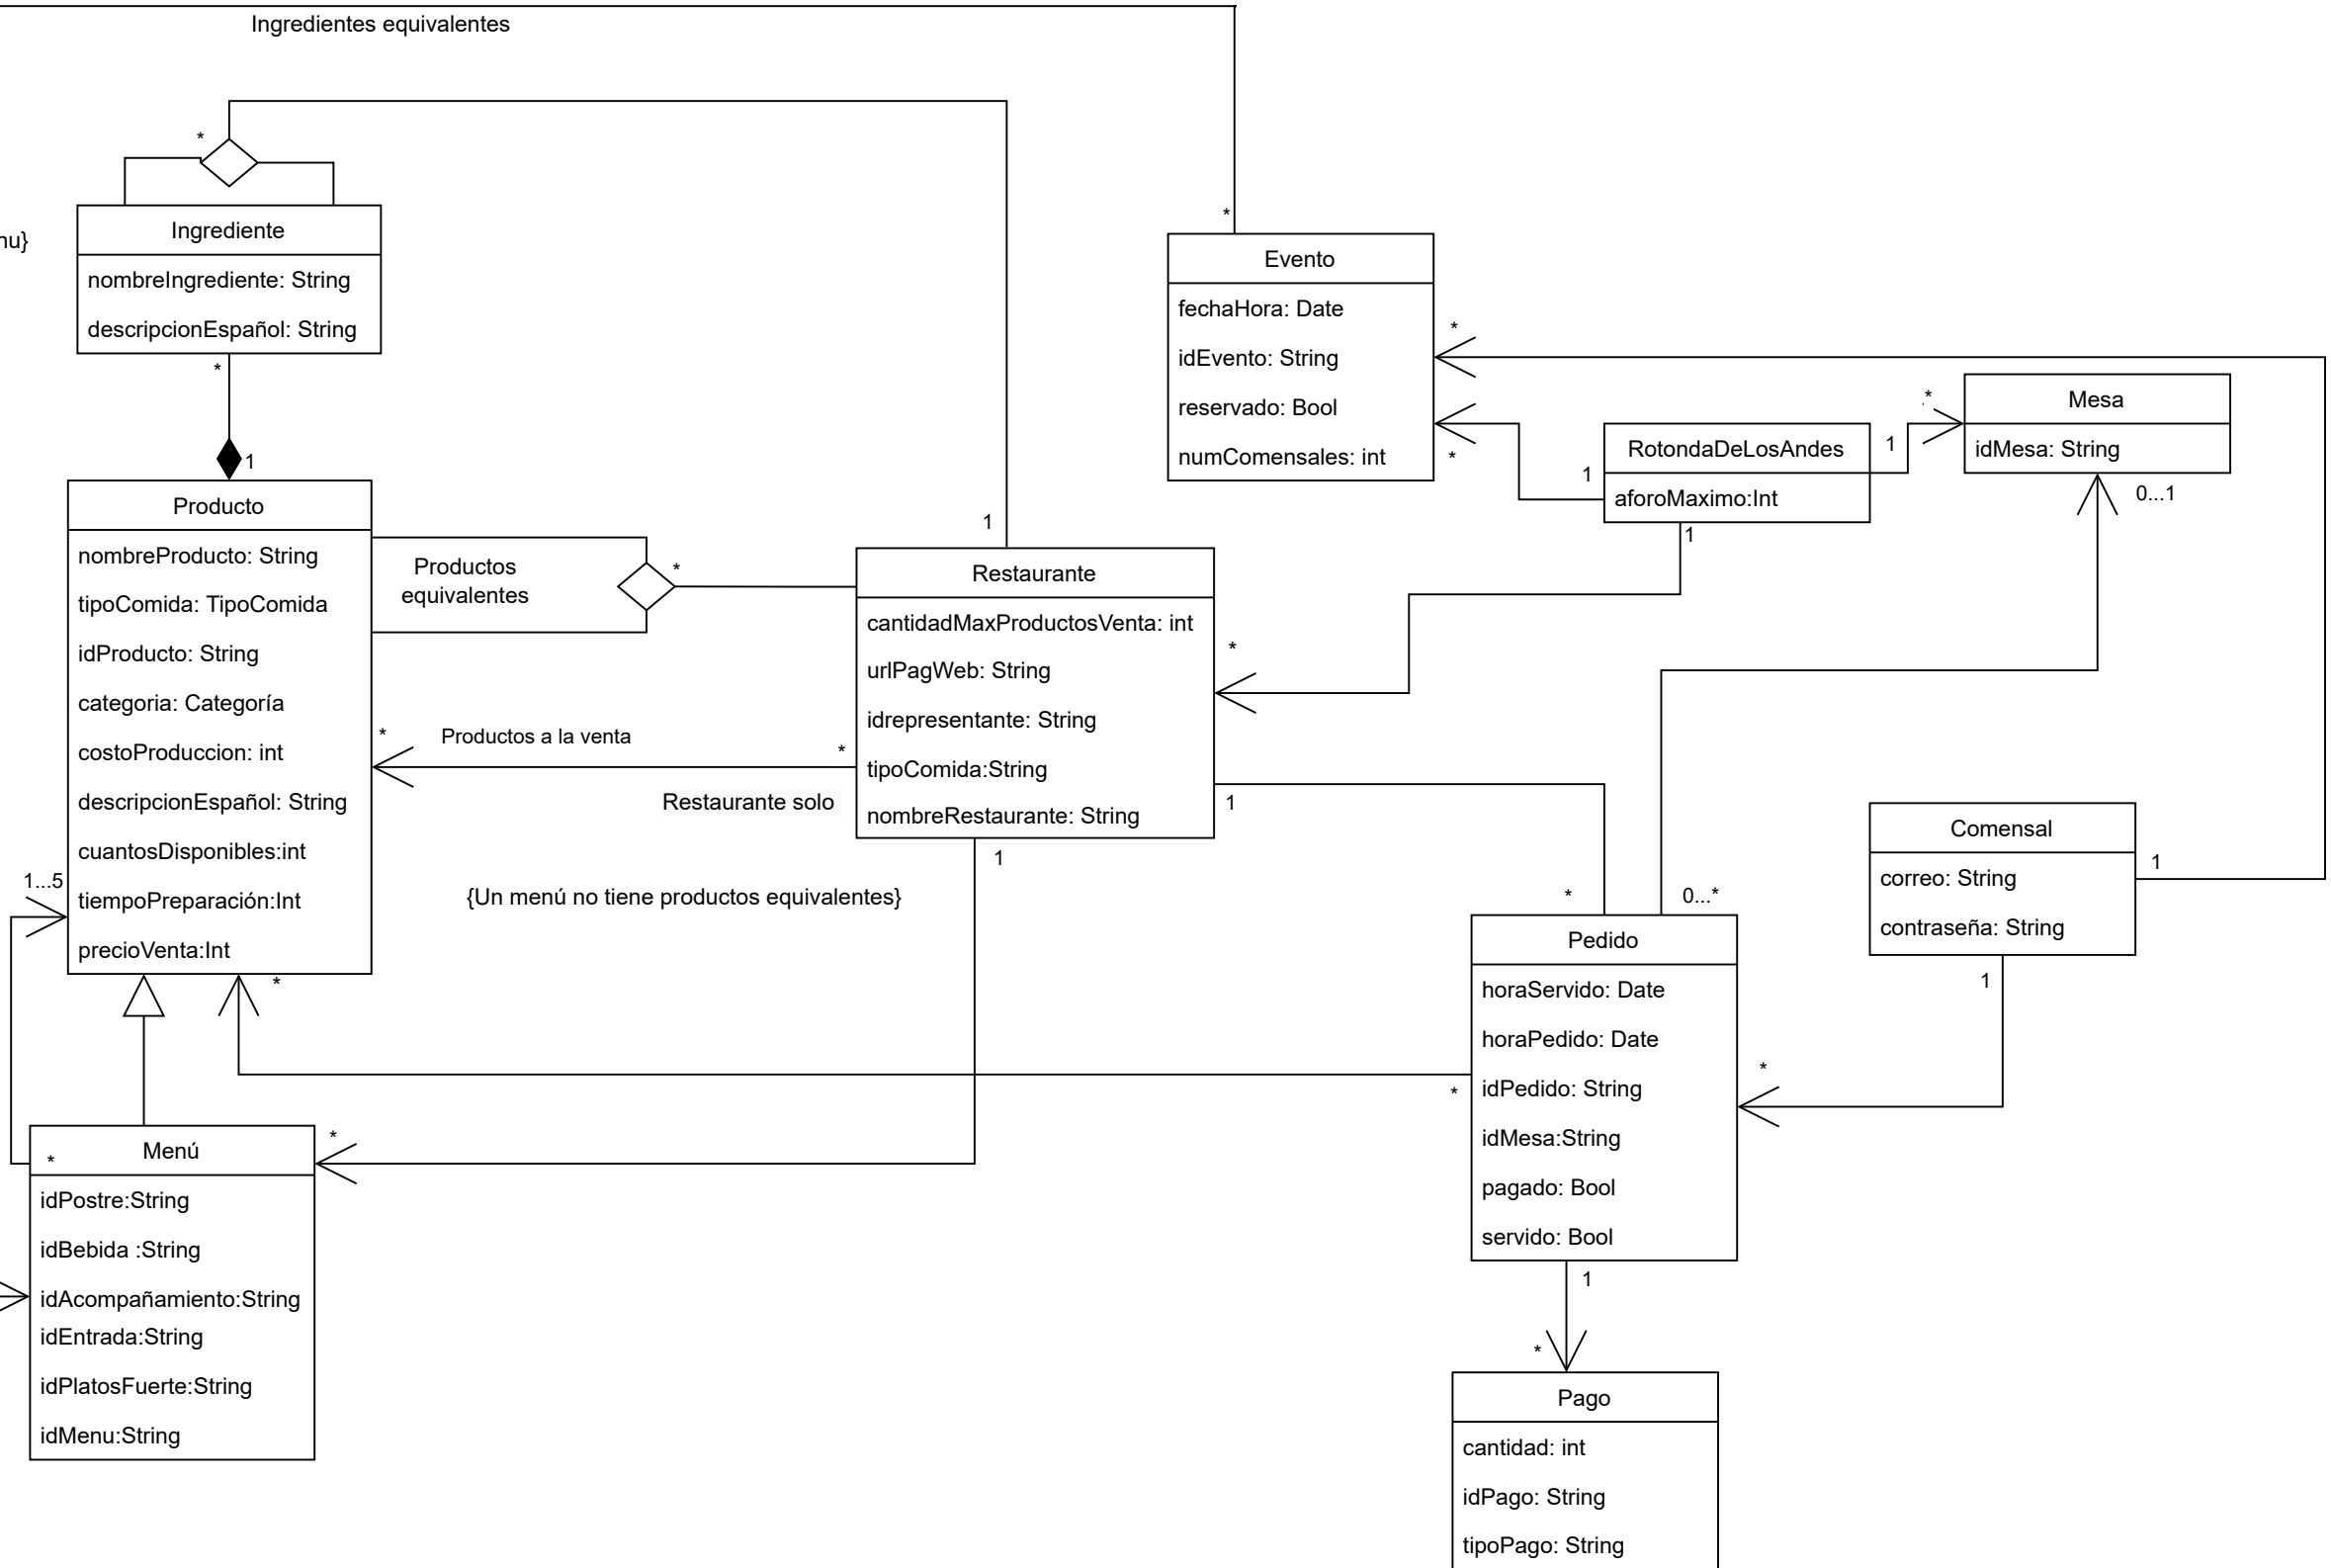 Ingredientes equivalentes
*
nu}
Ingrediente
nombreIngrediente: String
descripcionEspañol: String
*
1
Producto
nombreProducto: String
tipoComida: TipoComida
idProducto: String
categoria: Categoría
costoProduccion: int
descripcionEspañol: String
cuantosDisponibles:int
tiempoPreparación:Int
precioVenta:Int
1...5
*
Productos
equivalentes
*
*
Productos a la venta
*
Restaurante solo
{Un menú no tiene productos equivalentes}
1
Restaurante
cantidadMaxProductosVenta: int
urlPagWeb: String
idrepresentante: String
tipoComida:String
nombreRestaurante: String
*
1
1
*
Evento
fechaHora: Date
idEvento: String
reservado: Bool
numComensales: int
*
*
1
RotondaDeLosAndes
aforoMaximo:Int
1
1
.*
Mesa
idMesa: String
0...1
Comensal
correo: String
contraseña: String
1
1
*
0...*
Pedido
horaServido: Date
horaPedido: Date
idPedido: String
idMesa:String
pagado: Bool
servido: Bool
*
*
1
*
Menú
*
*
idPostre:String
idBebida :String
idAcompañamiento:String
idEntrada:String
idPlatosFuerte:String
idMenu:String
Pago
cantidad: int
idPago: String
tipoPago: String